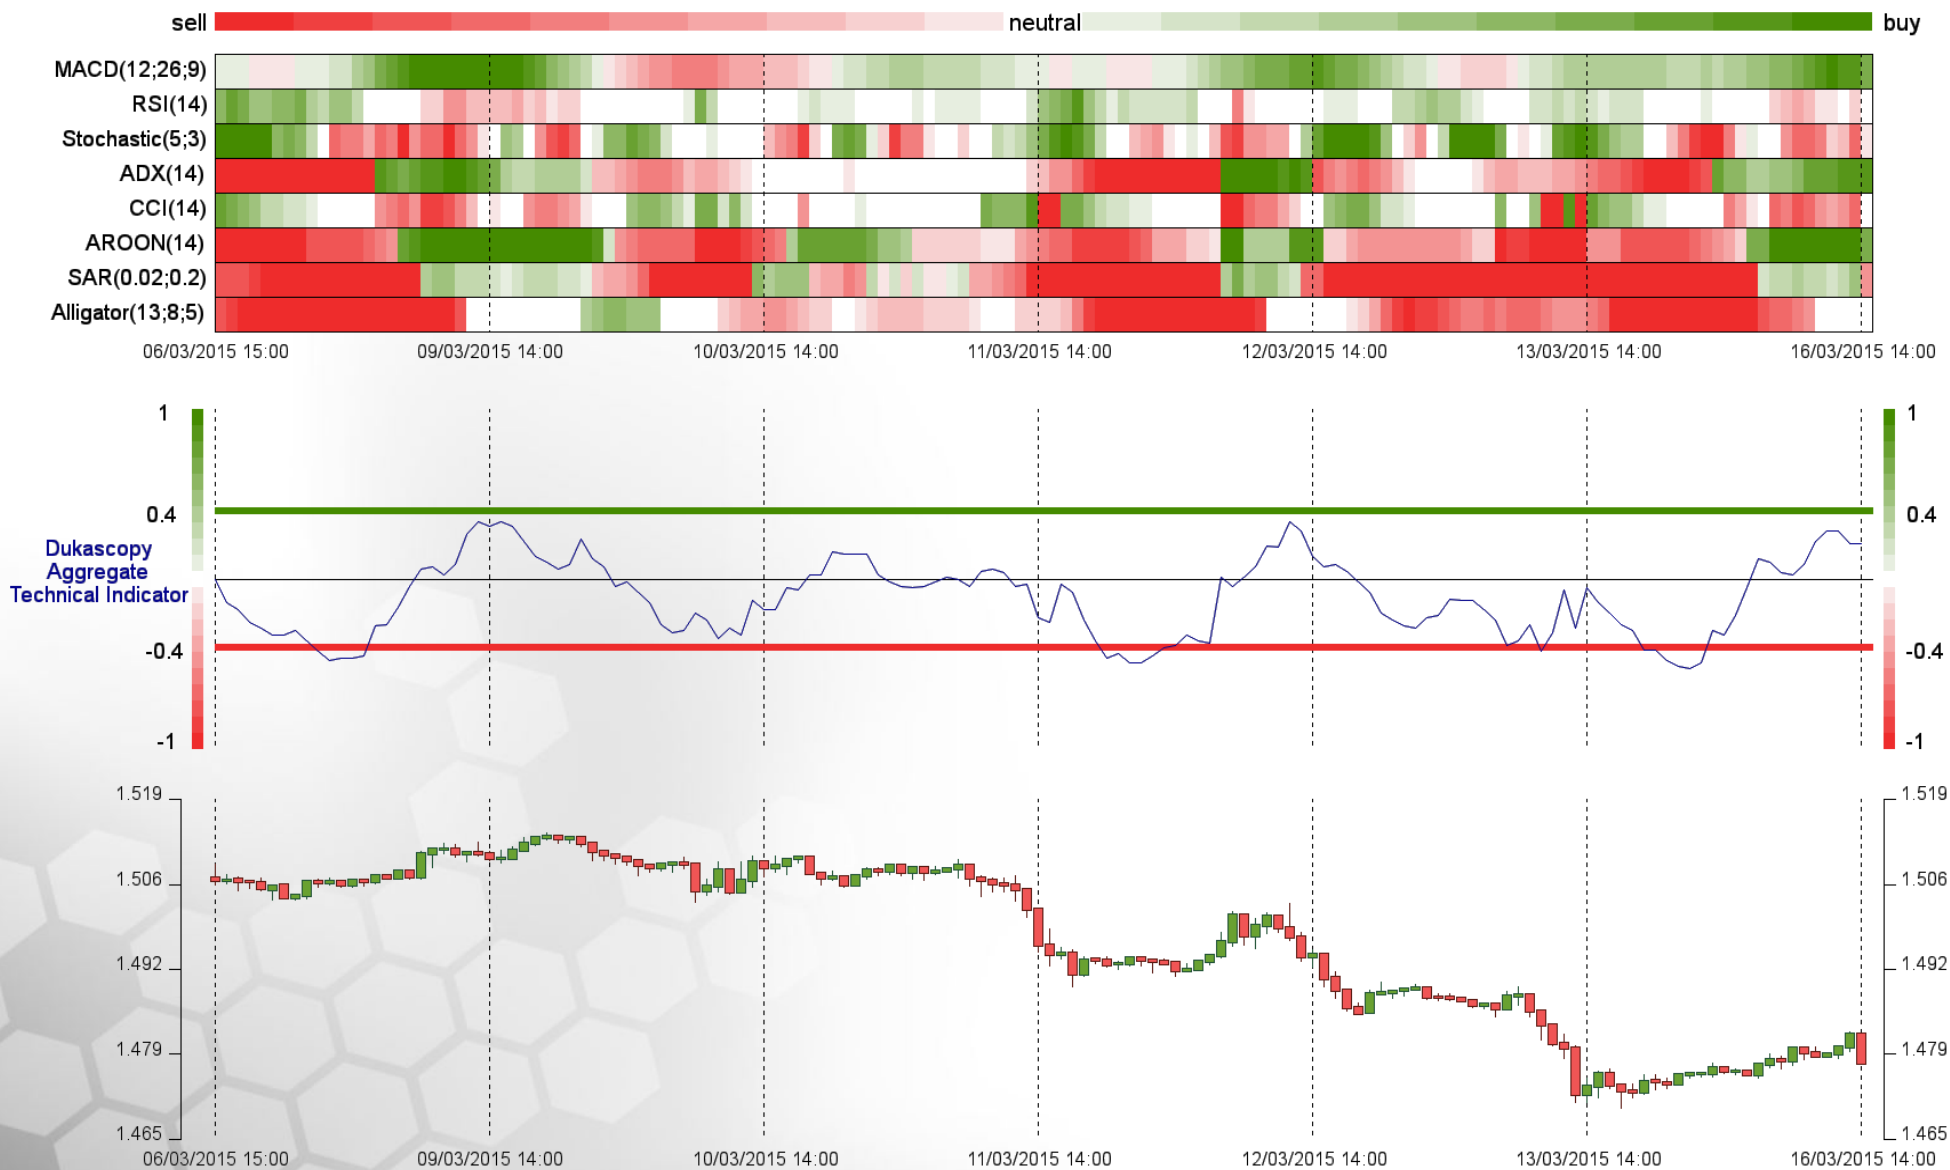 sell neutral buy
MACD(12;26;9)
RSI(14)
Stochastic(5;3)
ADX(14)
CCI(14)
AROON(14)
SAR(0.02;0.2)
Alligator(13;8;5)
06/03/2015 15:00 09/03/2015 14:00 10/03/2015 14:00 11/03/2015 14:00 12/03/2015 14:00 13/03/2015 14:00 16/03/2015 14:00
1 1
0.4 0.4
Dukascopy
Aggregate
Technical Indicator
-0.4 -0.4
-1 -1
1.519 1.519
1.506 1.506
1.492 1.492
1.479 1.479
1.465 1.465
06/03/2015 15:00 09/03/2015 14:00 10/03/2015 14:00 11/03/2015 14:00 12/03/2015 14:00 13/03/2015 14:00 16/03/2015 14:00